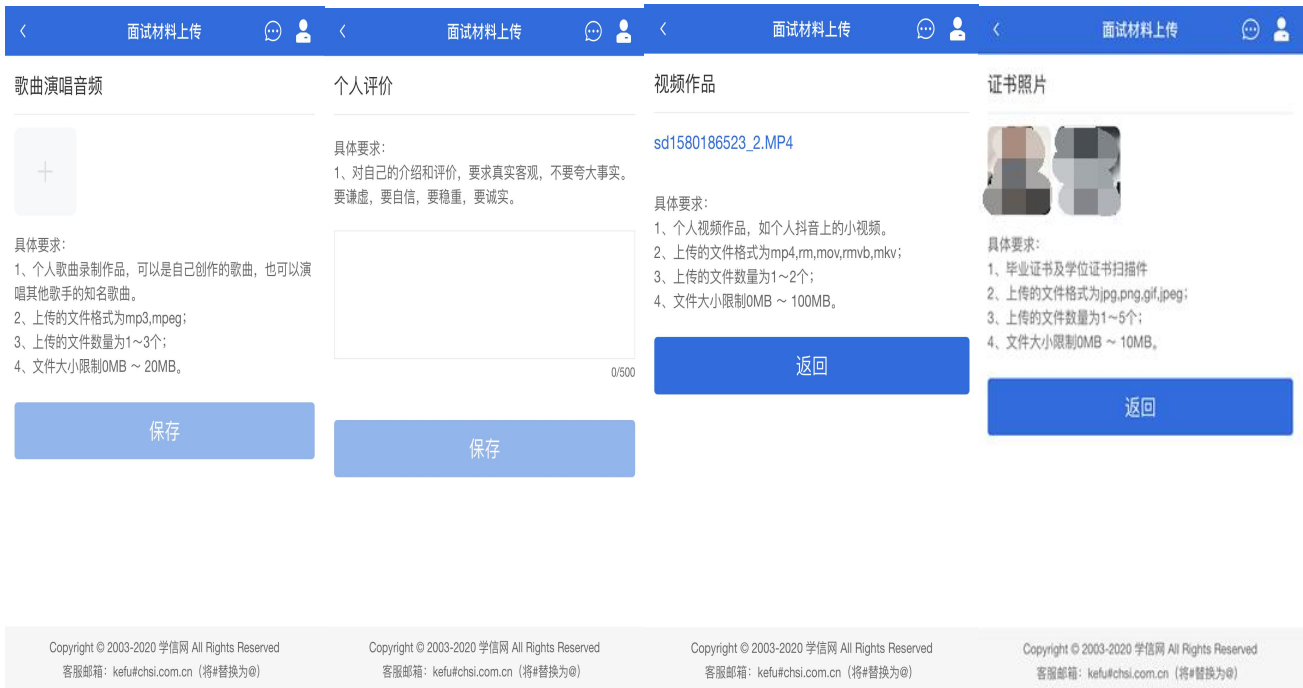 面试材料上传
歌曲演唱音频
具体要求：
1、个人歌曲录制作品，可以是自己创作的歌曲，也可以演
唱其他歌手的知名歌曲。
2、上传的文件格式为mp3,mpeg；
3、上传的文件数量为1～3个；
4、文件大小限制0MB ～ 20MB。
保存
Copyright © 2003-2020 学信网 All Rights Reserved
客服邮箱：kefu#chsi.com.cn（将#替换为@）
面试材料上传
个人评价
具体要求：
1、对自己的介绍和评价，要求真实客观，不要夸大事实。
要谦虚，要自信，要稳重，要诚实。
0/500
保存
Copyright © 2003-2020 学信网 All Rights Reserved
客服邮箱：kefu#chsi.com.cn（将#替换为@）
面试材料上传
视频作品
sd1580186523_2.MP4
具体要求：
1、个人视频作品，如个人抖音上的小视频。
2、上传的文件格式为mp4,rm,mov,rmvb,mkv；
3、上传的文件数量为1～2个；
4、文件大小限制0MB ～ 100MB。
返回
Copyright © 2003-2020 学信网 All Rights Reserved
客服邮箱：kefu#chsi.com.cn（将#替换为@）
面试材料上传
证书照片
具体要求：
1、毕业证书及学位证书扫描件
2、上传的文件格式为jpg,png,gif,jpeg；
3、上传的文件数量为1～5个；
4、文件大小限制0MB ～ 10MB。
返回
Copyright © 2003-2020 学信网 All Rights Reserved
客服邮箱：kefu#chsi.com.cn（将#替换为@）